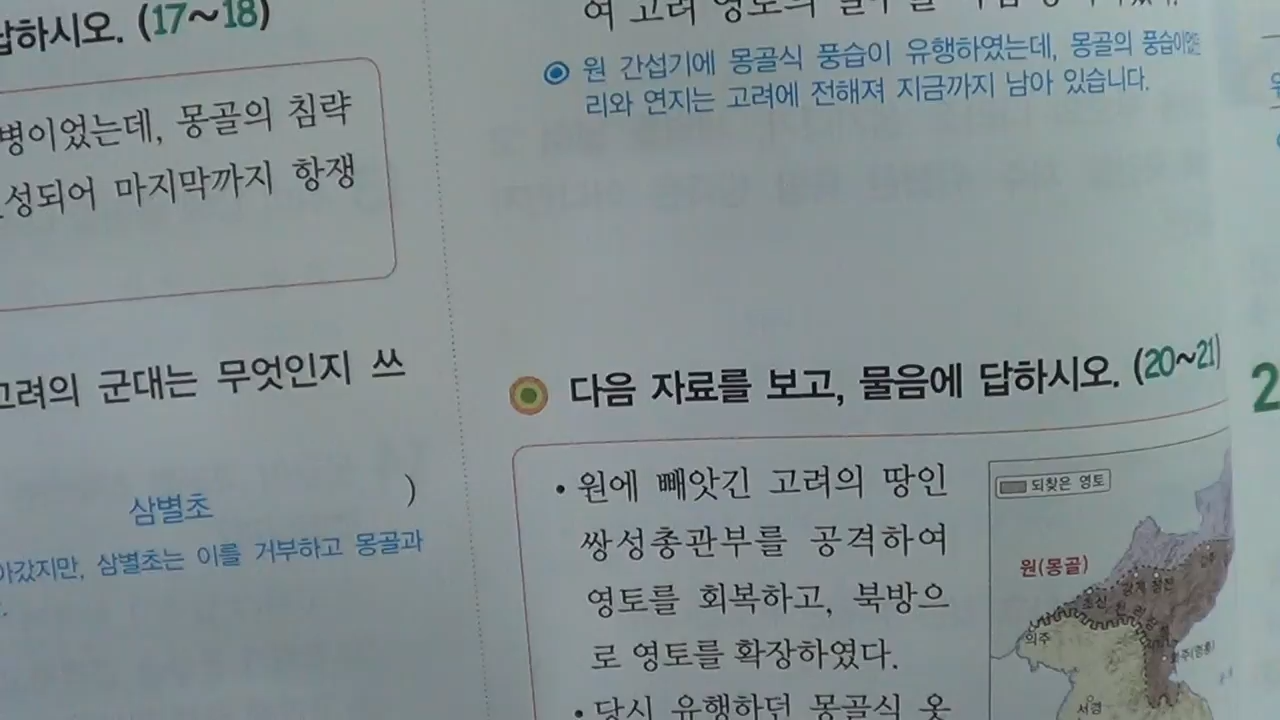 답하시오. (17~18)
병이었는데, 몽골의 침략
성되어 마지막까지 항쟁
고려의 군대는 무엇인지 쓰
삼별초 )
아갔지만, 삼별초는 이를 거부하고 몽골과
여 고려 영토의
원 간섭기에 몽골식 풍습이 유행하였는데, 몽골의 풍습이었던
리와 연지는 고려에 전해져 지금까지 남아 있습니다.
다음 자료를 보고, 물음에 답하시오. (20~21)
• 원에 빼앗긴 고려의 땅인
쌍성총관부를 공격하여
영토를 회복하고, 북방으
로 영토를 확장하였다.
• 당시 유행하던 몽골식 옷
되찾은 영토
원(몽골)
의주
서경
2